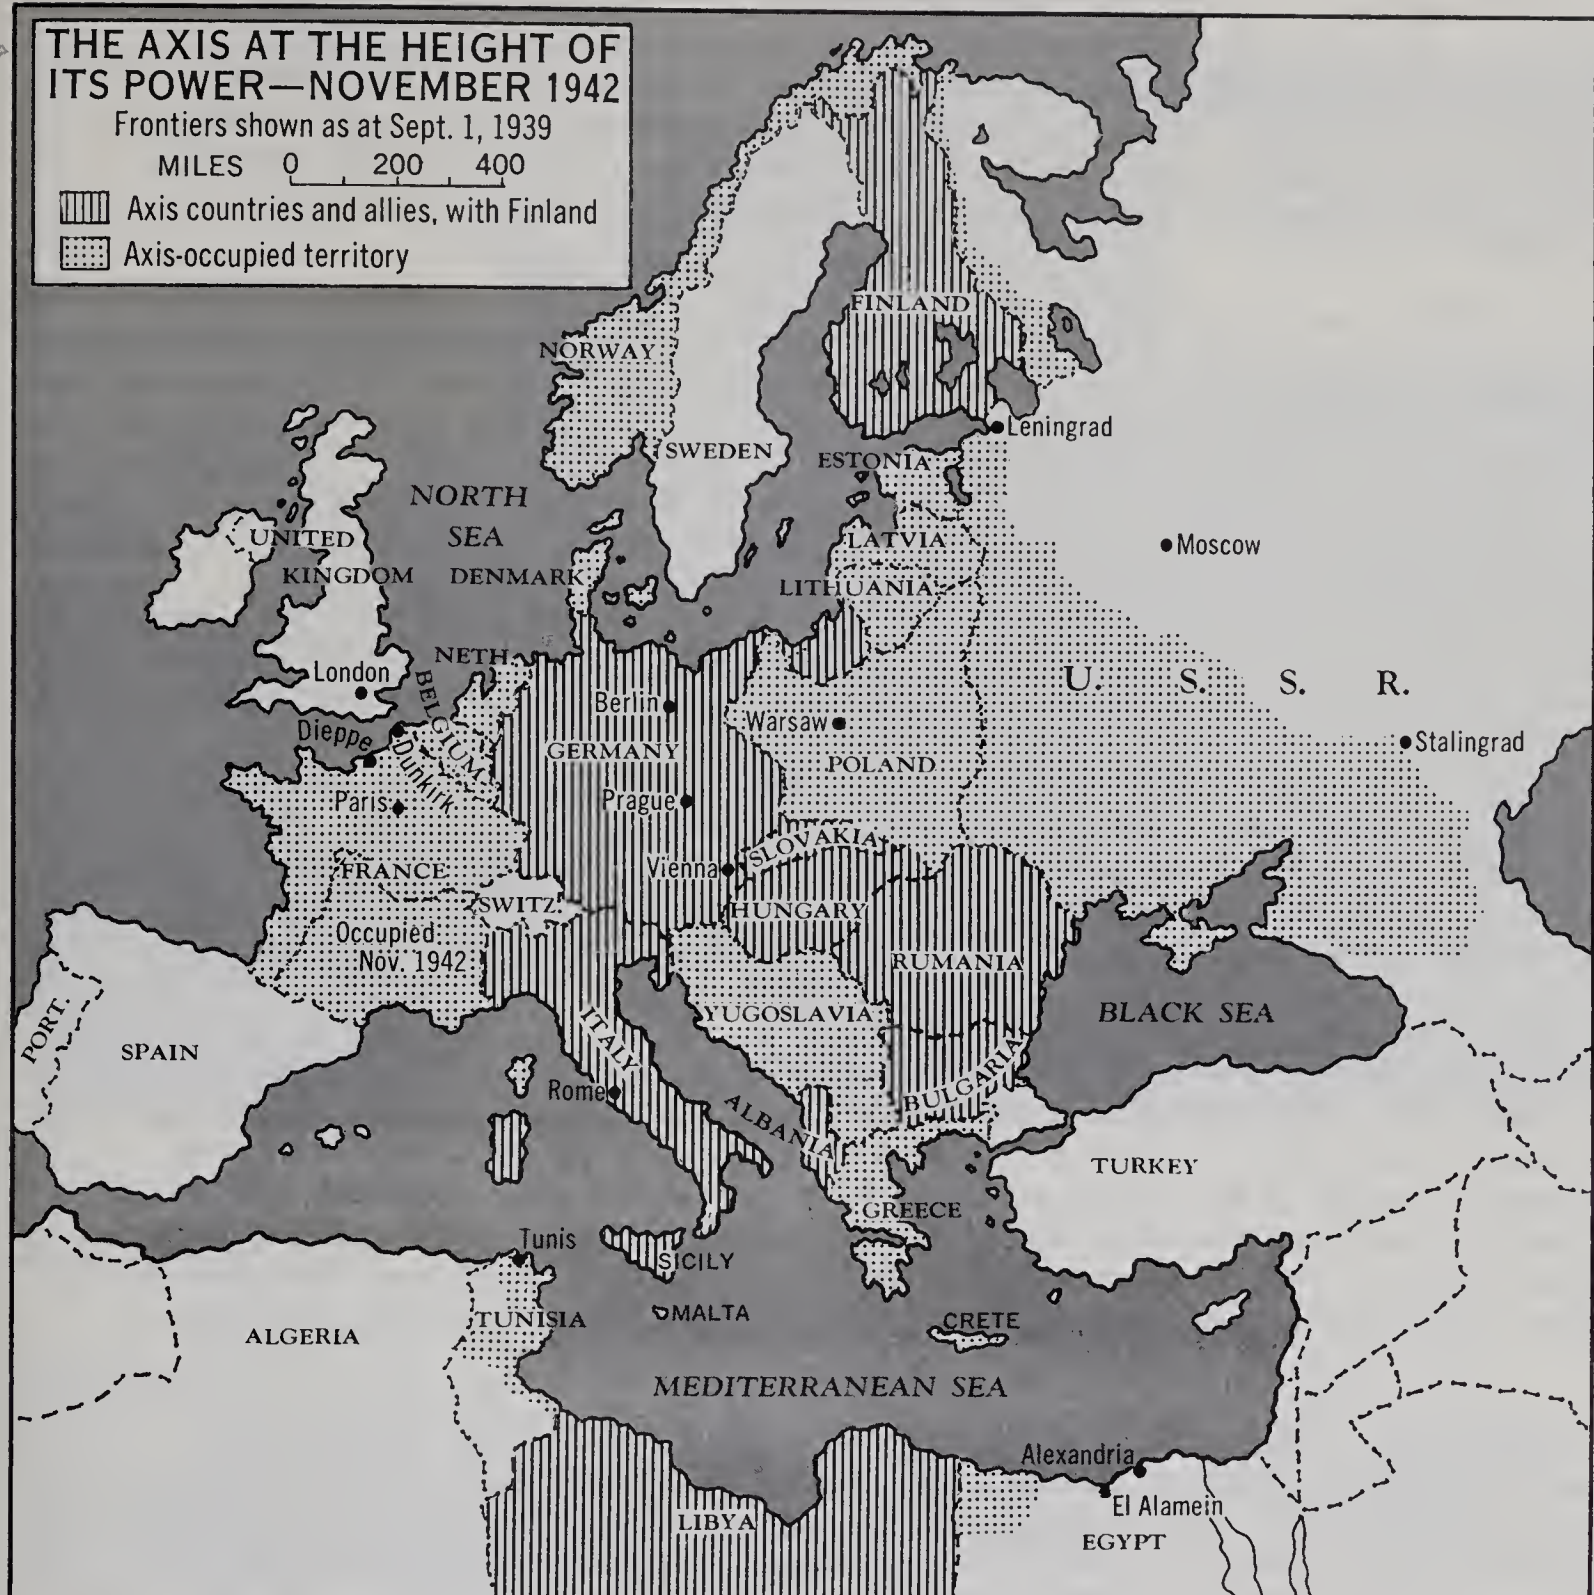 THE AXIS AT THE HEIGHT OF
ITS POWER—NOVEMBER 1942
Frontiers shown as at Sept. 1, 1939
MILES 0 200 400
Axis countries and allies, with Finland
Axis-occupied territory
FINLAND
NORWAY
Leningrad
SWEDEN
ESTONIA
NORTH
SEA
UNITED
KINGDOM
LATVIA
Moscow
DENMARK
LITHUANIA
NETH.
London
BELGIUM
U. S. S. R.
Berlin
Warsaw
Dieppe
Dunkirk
GERMANY
POLAND
Stalingrad
Paris
Prague
SLOVAKIA
FRANCE
Vienna
SWITZ.
HUNGARY
Occupied
Nov. 1942
RUMANIA
PORT.
SPAIN
YUGOSLAVIA
BLACK SEA
ITALY
Rome
BULGARIA
ALBANIA
TURKEY
GREECE
Tunis
SICILY
MALTA
TUNISIA
CRETE
ALGERIA
MEDITERRANEAN SEA
Alexandria
El Alamein
LIBYA
EGYPT